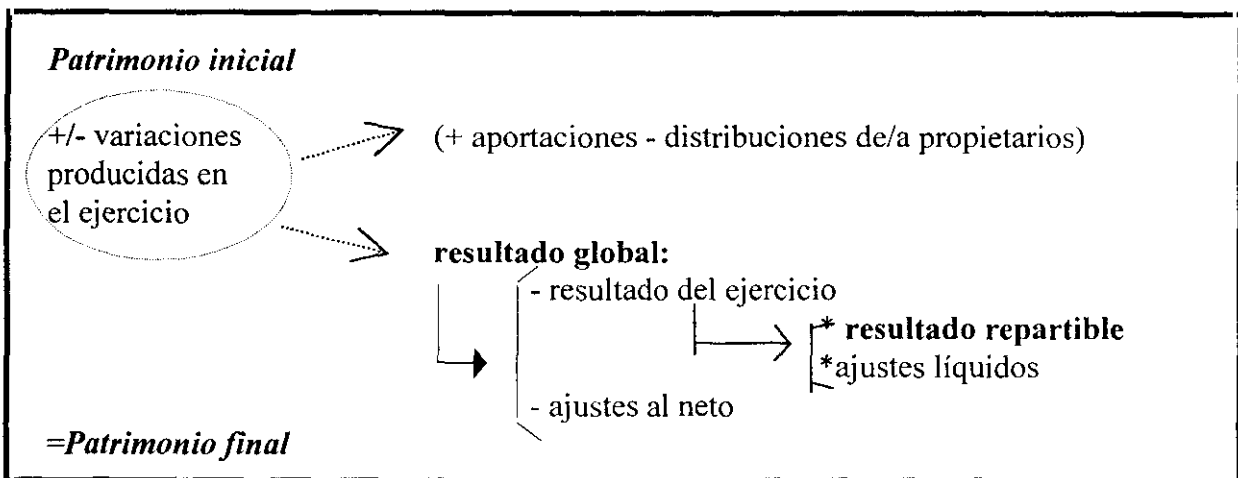 Patrimonio inicial
+/- variaciones
producidas en
el ejercicio
(+ aportaciones - distribuciones de/a propietarios)
resultado global:
- resultado del ejercicio
* resultado repartible
*ajustes líquidos
- ajustes al neto
=Patrimonio final